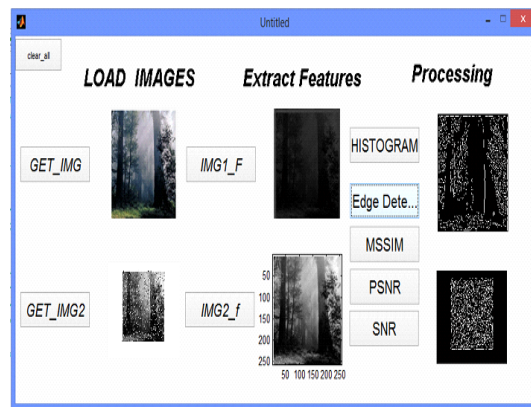 Untitled
clear_all
LOAD IMAGES
Extract Features
Processing
GET_IMG
IMG1_F
HISTOGRAM
Edge Dete...
MSSIM
PSNR
SNR
GET_IMG2
IMG2_f
50
100
150
200
250
50 100 150 200 250